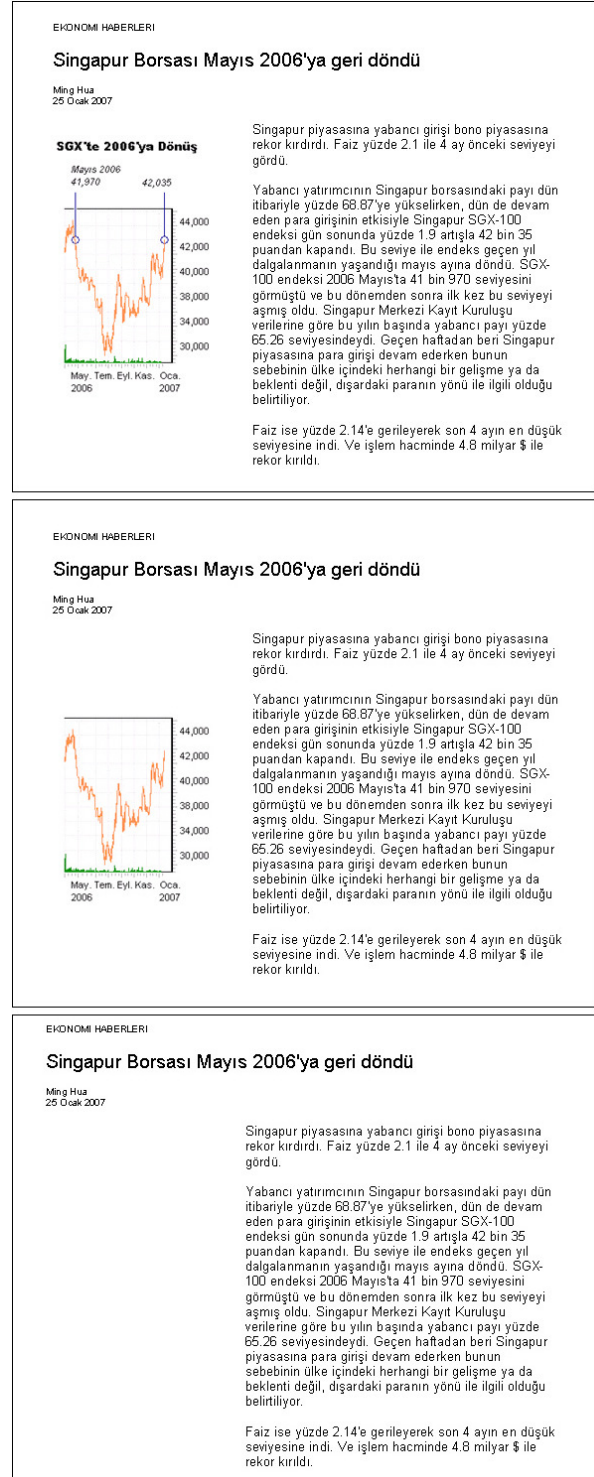 EKONOMI HABERLERI
Singapur Borsası Mayıs 2006'ya geri döndü
Ming Hua
25 Ocak 2007
SGX'te 2006'ya Dönüş
Mayıs 2006
41,970 42,035
44,000
42,000
40,000
38,000
34,000
30,000
May. Tem. Eyl. Kas. Oca.
2006 2007
Singapur piyasasına yabancı girişi bono piyasasına
rekor kırdırdı. Faiz yüzde 2.1 ile 4 ay önceki seviyeyi
gördü.
Yabancı yatırımcının Singapur borsasındaki payı dün
itibariyle yüzde 68.87'ye yükselirken, dün de devam
eden para girişinin etkisiyle Singapur SGX-100
endeksi gün sonunda yüzde 1.9 artışla 42 bin 35
puandan kapandı. Bu seviye ile endeks geçen yıl
dalgalanmanın yaşandığı mayıs ayına döndü. SGX-
100 endeksi 2006 Mayıs'ta 41 bin 970 seviyesini
görmüştü ve bu dönemden sonra ilk kez bu seviyeyi
aşmış oldu. Singapur Merkezi Kayıt Kuruluşu
verilerine göre bu yılın başında yabancı payı yüzde
65.26 seviyesindeydi. Geçen haftadan beri Singapur
piyasasına para girişi devam ederken bunun
sebebinin ülke içindeki herhangi bir gelişme ya da
beklenti değil, dışardaki paranın yönü ile ilgili olduğu
belirtiliyor.
Faiz ise yüzde 2.14'e gerileyerek son 4 ayın en düşük
seviyesine indi. Ve işlem hacminde 4.8 milyar $ ile
rekor kırıldı.
EKONOMI HABERLERI
Singapur Borsası Mayıs 2006'ya geri döndü
Ming Hua
25 Ocak 2007
44,000
42,000
40,000
38,000
34,000
30,000
May. Tem. Eyl. Kas. Oca.
2006 2007
Singapur piyasasına yabancı girişi bono piyasasına
rekor kırdırdı. Faiz yüzde 2.1 ile 4 ay önceki seviyeyi
gördü.
Yabancı yatırımcının Singapur borsasındaki payı dün
itibariyle yüzde 68.87'ye yükselirken, dün de devam
eden para girişinin etkisiyle Singapur SGX-100
endeksi gün sonunda yüzde 1.9 artışla 42 bin 35
puandan kapandı. Bu seviye ile endeks geçen yıl
dalgalanmanın yaşandığı mayıs ayına döndü. SGX-
100 endeksi 2006 Mayıs'ta 41 bin 970 seviyesini
görmüştü ve bu dönemden sonra ilk kez bu seviyeyi
aşmış oldu. Singapur Merkezi Kayıt Kuruluşu
verilerine göre bu yılın başında yabancı payı yüzde
65.26 seviyesindeydi. Geçen haftadan beri Singapur
piyasasına para girişi devam ederken bunun
sebebinin ülke içindeki herhangi bir gelişme ya da
beklenti değil, dışardaki paranın yönü ile ilgili olduğu
belirtiliyor.
Faiz ise yüzde 2.14'e gerileyerek son 4 ayın en düşük
seviyesine indi. Ve işlem hacminde 4.8 milyar $ ile
rekor kırıldı.
EKONOMI HABERLERI
Singapur Borsası Mayıs 2006'ya geri döndü
Ming Hua
25 Ocak 2007
Singapur piyasasına yabancı girişi bono piyasasına
rekor kırdırdı. Faiz yüzde 2.1 ile 4 ay önceki seviyeyi
gördü.
Yabancı yatırımcının Singapur borsasındaki payı dün
itibariyle yüzde 68.87'ye yükselirken, dün de devam
eden para girişinin etkisiyle Singapur SGX-100
endeksi gün sonunda yüzde 1.9 artışla 42 bin 35
puandan kapandı. Bu seviye ile endeks geçen yıl
dalgalanmanın yaşandığı mayıs ayına döndü. SGX-
100 endeksi 2006 Mayıs'ta 41 bin 970 seviyesini
görmüştü ve bu dönemden sonra ilk kez bu seviyeyi
aşmış oldu. Singapur Merkezi Kayıt Kuruluşu
verilerine göre bu yılın başında yabancı payı yüzde
65.26 seviyesindeydi. Geçen haftadan beri Singapur
piyasasına para girişi devam ederken bunun
sebebinin ülke içindeki herhangi bir gelişme ya da
beklenti değil, dışardaki paranın yönü ile ilgili olduğu
belirtiliyor.
Faiz ise yüzde 2.14'e gerileyerek son 4 ayın en düşük
seviyesine indi. Ve işlem hacminde 4.8 milyar $ ile
rekor kırıldı.